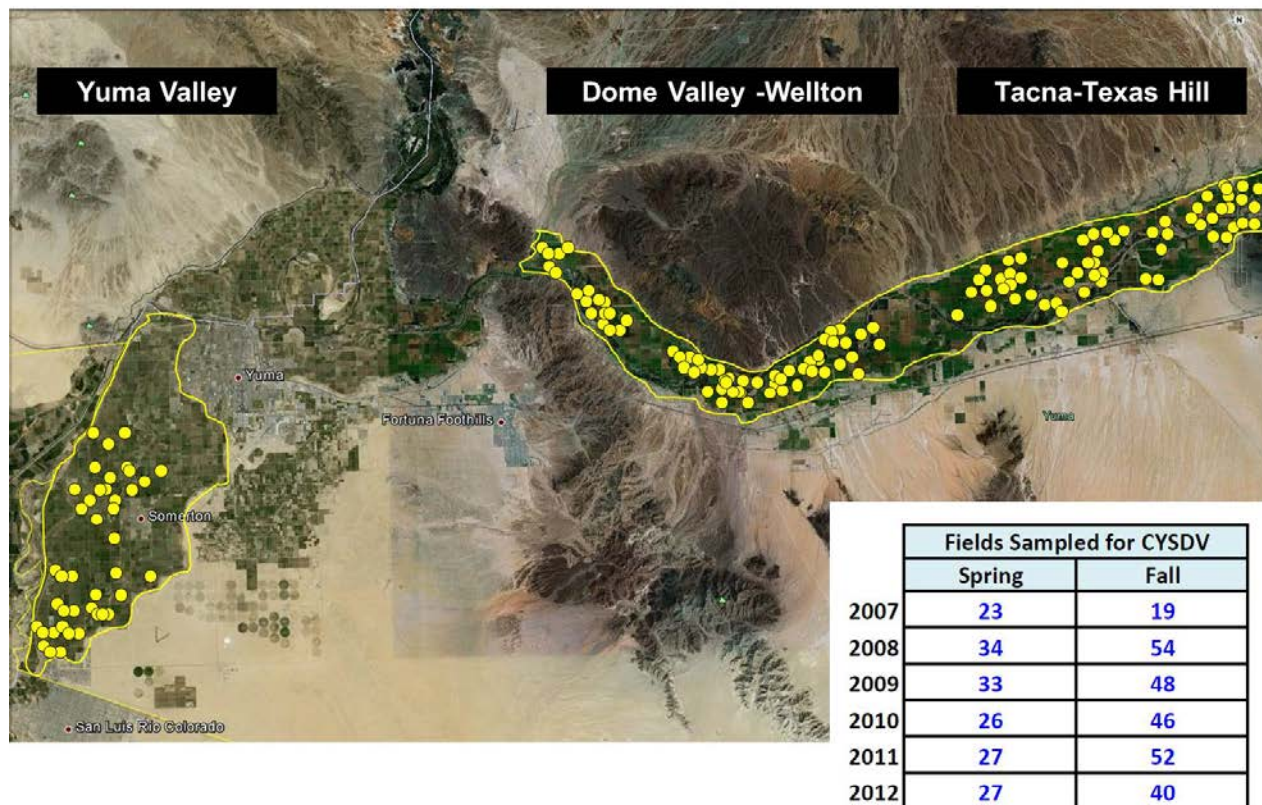 Yuma Valley
Dome Valley -Wellton
Tacna-Texas Hill
N
Yuma
Fortuna Foothills
Yuma
Somerton
San Luis Rio Colorado
Fields Sampled for CYSDV
Spring Fall
2007 23 19
2008 34 54
2009 33 48
2010 26 46
2011 27 52
2012 27 40